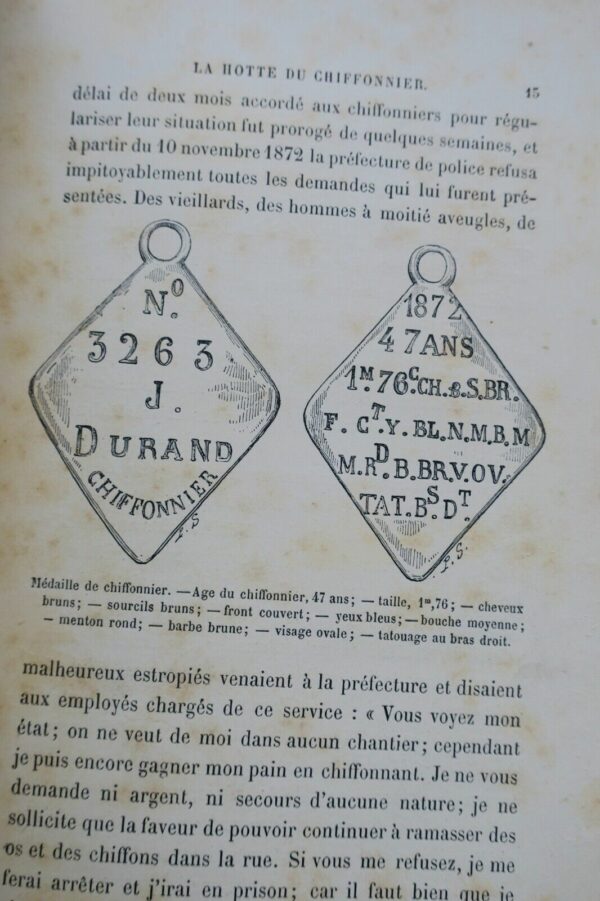 LA HOTTE DU CHIFFONNIER.
15
délai de deux mois accordé aux chiffonniers pour régu-
lariser leur situation fut prorogé de quelques semaines, et
à partir du 10 novembre 1872 la préfecture de police refusa
impitoyablement toutes les demandes qui lui furent pré-
sentées. Des vieillards, des hommes à moitié aveugles, de
No.
3263
J.
DURAND
CHIFFONNIER
P.S
1872
47 ANS
1M.76C.CH.B.S.BR.
F. CT.Y.BL.N.M.B.M
M.RD.B.BR.V.OV.
TAT.BS.DT.
P.S.
Médaille de chiffonnier. — Age du chiffonnier, 47 ans; — taille, 1m,76; — cheveux
bruns; — sourcils bruns; — front couvert; — yeux bleus; — bouche moyenne;
— menton rond; — barbe brune; — visage ovale; — tatouage au bras droit.
malheureux estropiés venaient à la préfecture et disaient
aux employés chargés de ce service : « Vous voyez mon
état; on ne veut de moi dans aucun chantier; cependant
je puis encore gagner mon pain en chiffonnant. Je ne vous
demande ni argent, ni secours d'aucune nature; je ne
sollicite que la faveur de pouvoir continuer à ramasser des
os et des chiffons dans la rue. Si vous me refusez, je me
ferai arrêter et j'irai en prison; car il faut bien que je